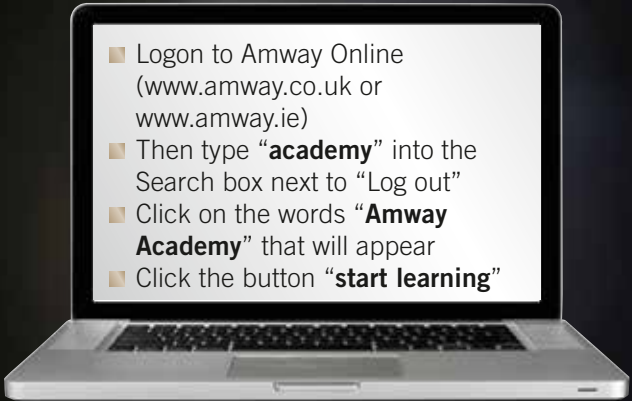 Logon to Amway Online
(www.amway.co.uk or
www.amway.ie)
Then type “academy” into the
Search box next to “Log out”
Click on the words “Amway
Academy” that will appear
Click the button “start learning”